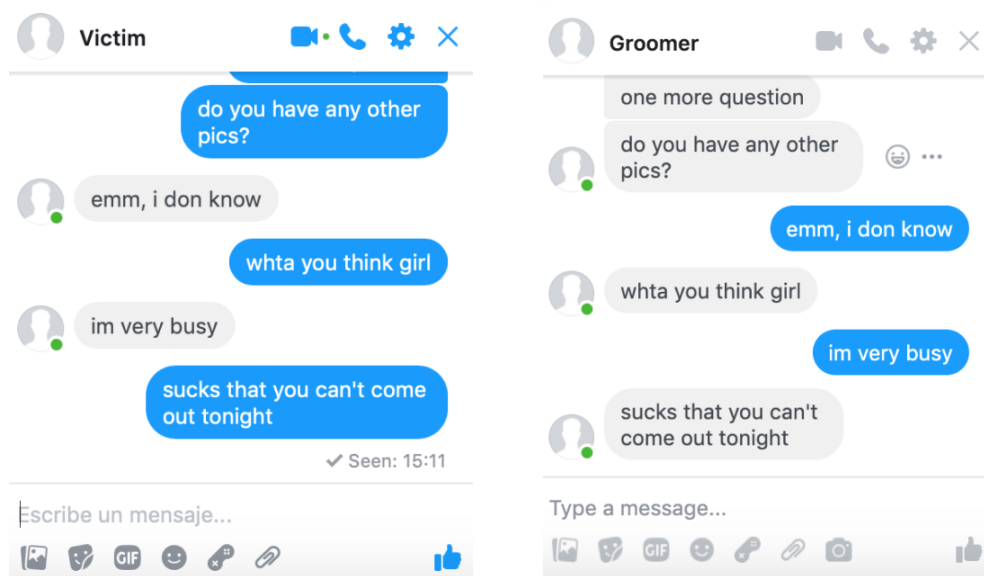 Victim
do you have any other
pics?
emm, i don know
whta you think girl
im very busy
sucks that you can't come
out tonight
Seen: 15:11
Escribe un mensaje...
GIF
Groomer
one more question
do you have any other
pics?
emm, i don know
whta you think girl
im very busy
sucks that you can't
come out tonight
Type a message...
GIF